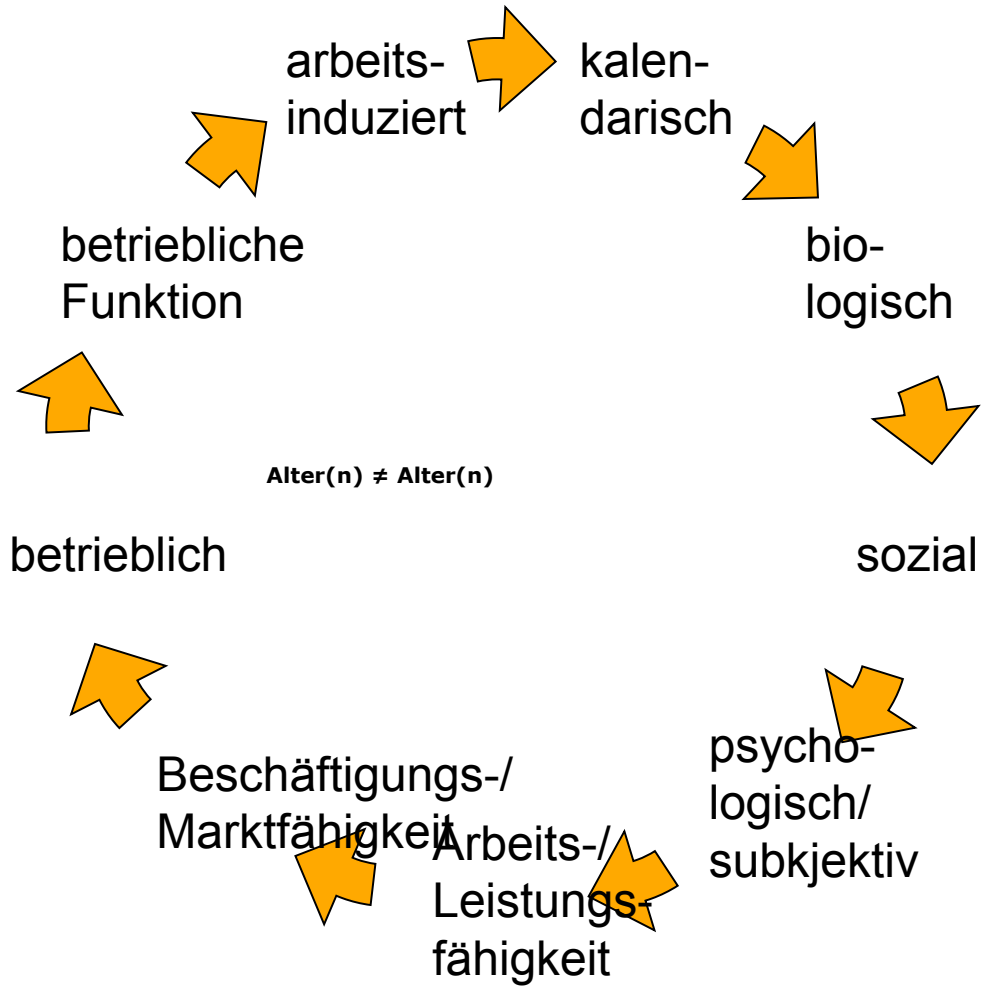 arbeits-
induziert
kalen-
darisch
bio-
logisch
sozial
psycho-
logisch/
subkjektiv
Arbeits-/
Leistungs-
fähigkeit
Beschäftigungs-/
Marktfähigkeit
betrieblich
betriebliche
Funktion
Alter(n) ≠ Alter(n)